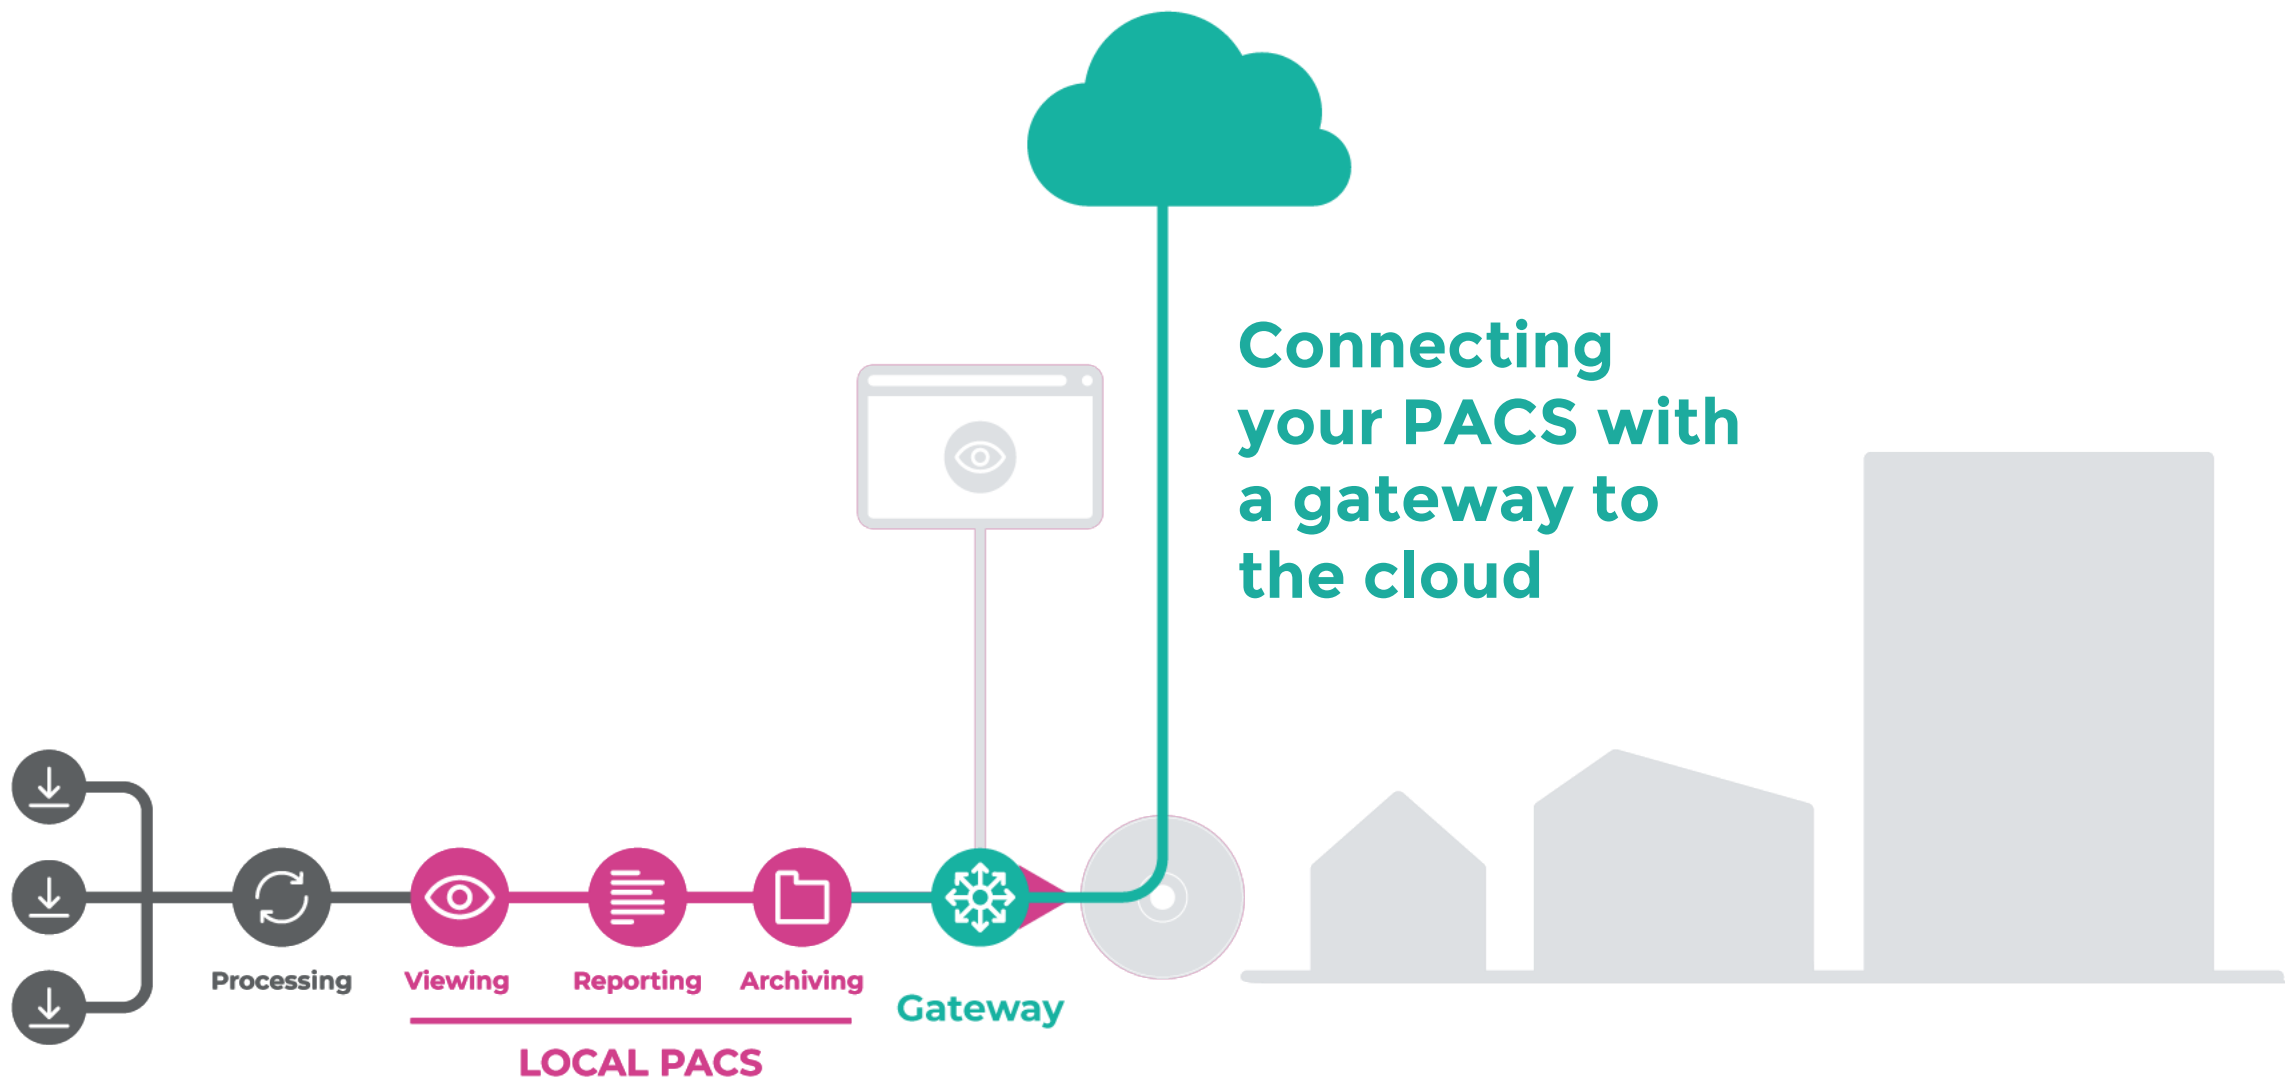 Connecting
your PACS with
a gateway to
the cloud
Processing
Viewing
Reporting
Archiving
Gateway
LOCAL PACS